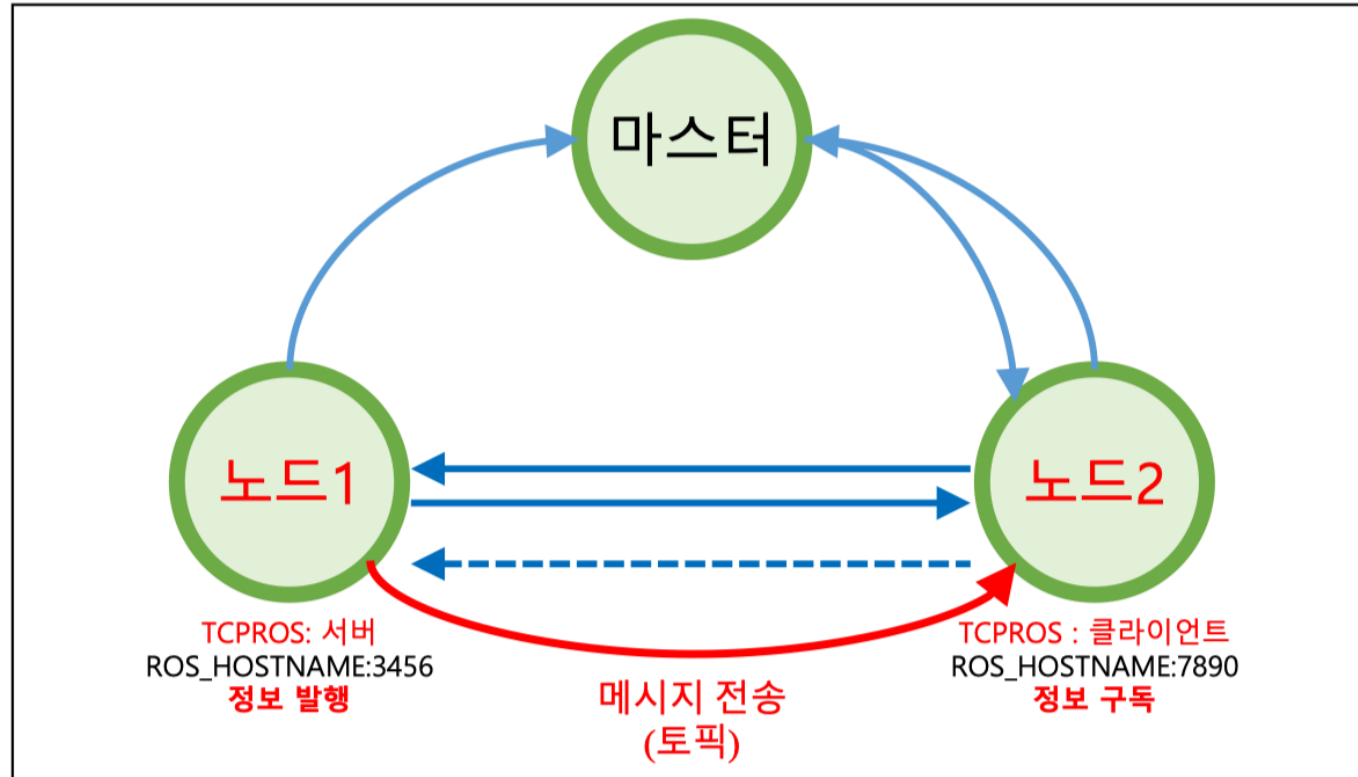 마스터
노드1
노드2
TCPROS: 서버
ROS_HOSTNAME:3456
정보 발행
TCPROS : 클라이언트
ROS_HOSTNAME:7890
정보 구독
메시지 전송
(토픽)